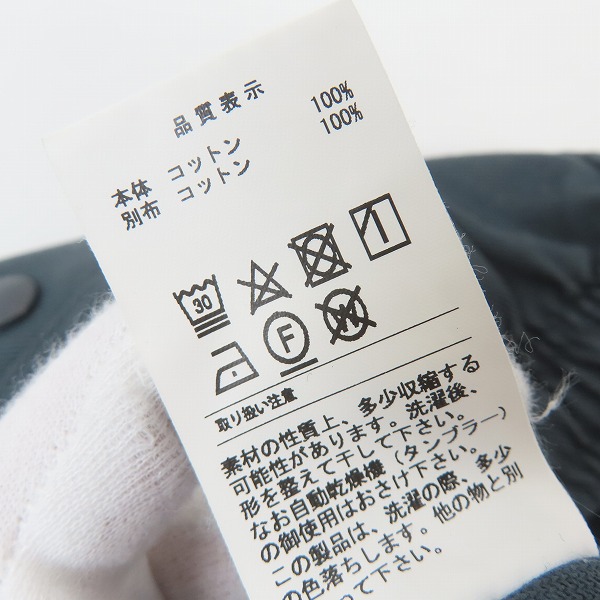 品質表示
本体 コットン 100%
別布 コットン 100%
30
F
W
取り扱い注意
素材の性質上、多少収縮する
可能性があります。洗濯後、
形を整えて干して下さい。
なお自動乾燥機（タンブラー）
の御使用はおさけ下さい。
この製品は、洗濯の際、多少
の色落ちします。他の物と別
て下さい。